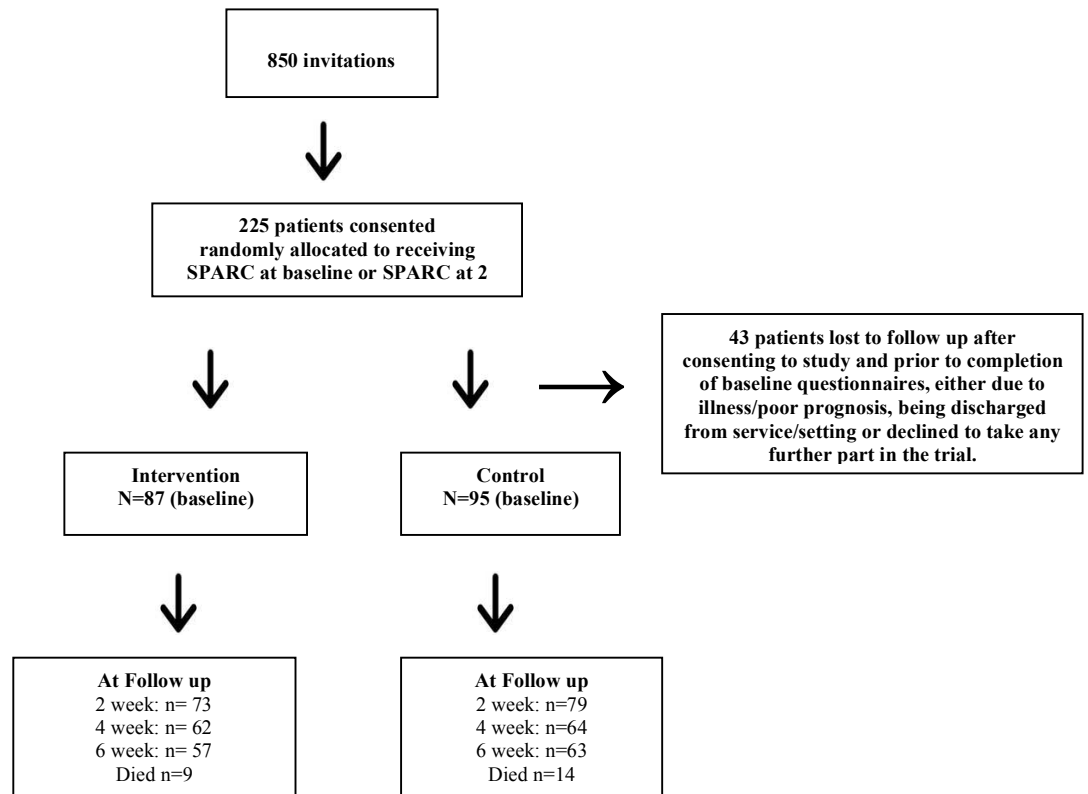 850 invitations
225 patients consented
randomly allocated to receiving
SPARC at baseline or SPARC at 2
43 patients lost to follow up after
consenting to study and prior to completion
of baseline questionnaires, either due to
illness/poor prognosis, being discharged
from service/setting or declined to take any
further part in the trial.
Intervention
N=87 (baseline)
Control
N=95 (baseline)
At Follow up
2 week: n= 73
4 week: n= 62
6 week: n= 57
Died n=9
At Follow up
2 week: n=79
4 week: n=64
6 week: n=63
Died n=14